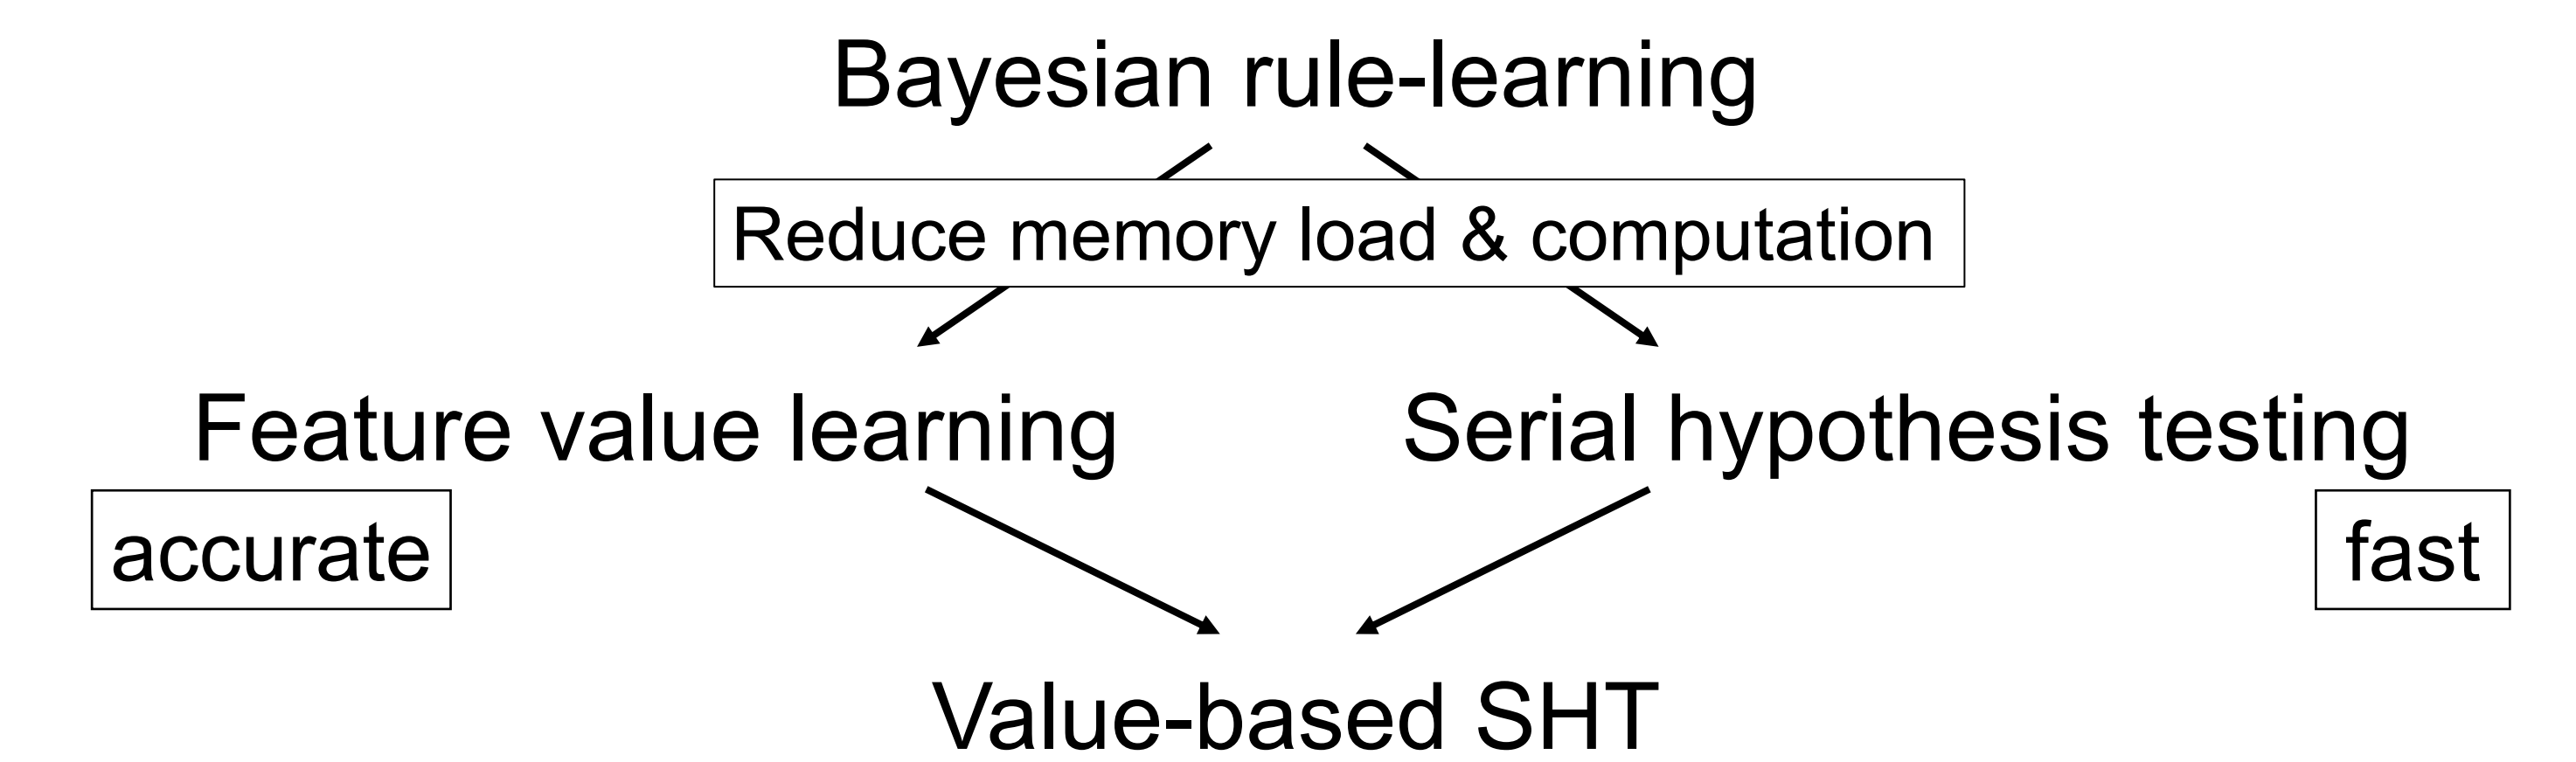 Bayesian rule-learning
Reduce memory load & computation
Feature value learning
Serial hypothesis testing
accurate
fast
Value-based SHT